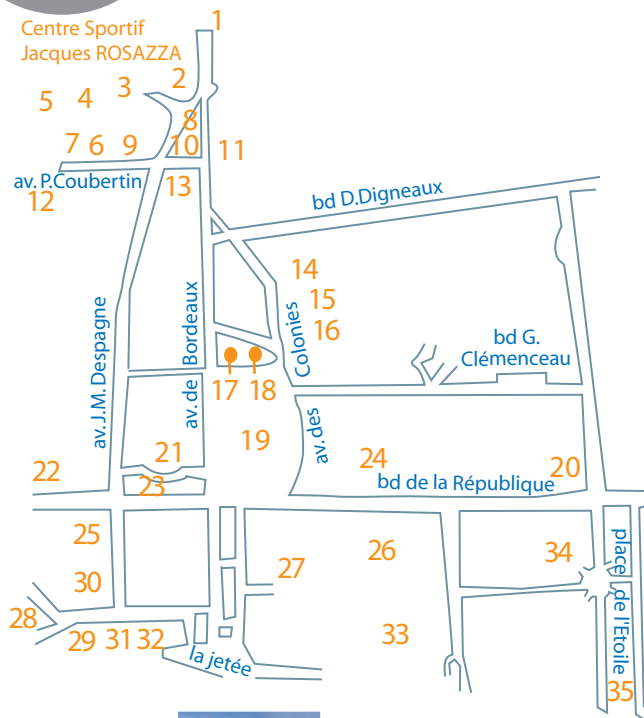 1
Centre Sportif
Jacques ROSAZZA
2
3
4
5
8
7
6
9
10
11
av. P.Coubertin
12
13
bd D.Digneaux
14
15
16
av. J.M. Despagne
av. de Bordeaux
av. des Colonies
bd G.
Clémenceau
17
18
19
21
22
23
24
20
bd de la République
25
26
27
34
30
28
29
31
32
33
la jetée
place de l'Etoile
35